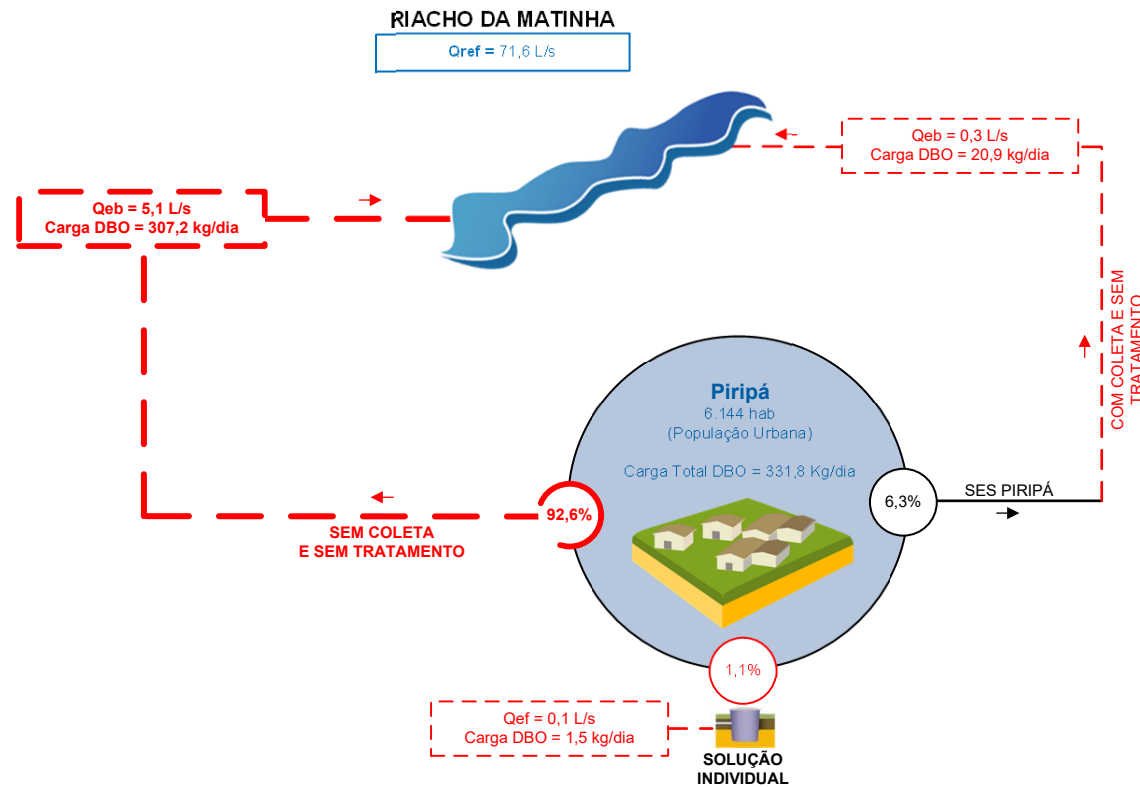 RIACHO DA MATINHA
Qref = 71,6 L/s
Qeb = 0,3 L/s
Carga DBO = 20,9 kg/dia
Qeb = 5,1 L/s
Carga DBO = 307,2 kg/dia
COM COLETA E SEM
TRATAMENTO
Piripá
6.144 hab
(População Urbana)
Carga Total DBO = 331,8 Kg/dia
92,6%
6,3%
SES PIRIPÁ
SEM COLETA
E SEM TRATAMENTO
1,1%
Qef = 0,1 L/s
Carga DBO = 1,5 kg/dia
SOLUÇÃO
INDIVIDUAL